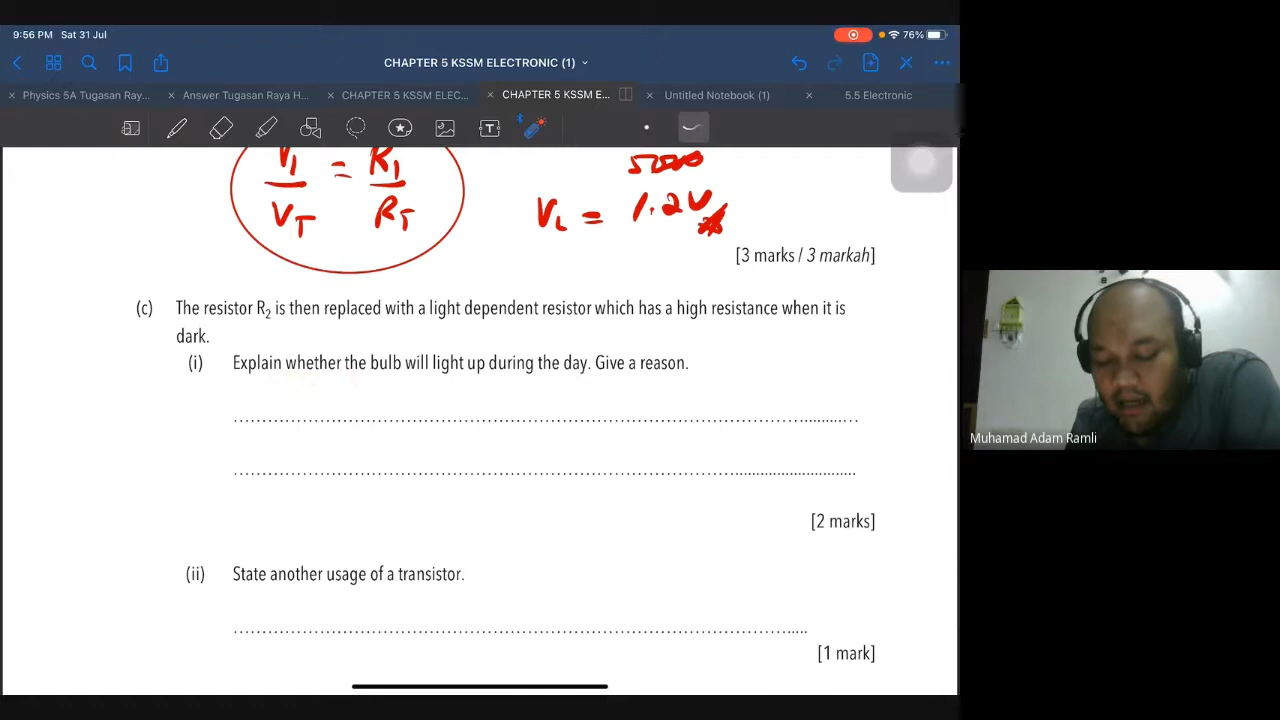 9:56 PM Sat 31 Jul
76%
CHAPTER 5 KSSM ELECTRONIC (1)
Physics 5A Tugasan Ray...
Answer Tugasan Raya H...
CHAPTER 5 KSSM ELEC...
CHAPTER 5 KSSM E...
Untitled Notebook (1)
5.5 Electronic
V1 = R1
VT RT
5000
VL = 1.2V
[3 marks / 3 markah]
(c) The resistor R2 is then replaced with a light dependent resistor which has a high resistance when it is
dark.
(i) Explain whether the bulb will light up during the day. Give a reason.
[2 marks]
(ii) State another usage of a transistor.
[1 mark]
Muhamad Adam Ramli